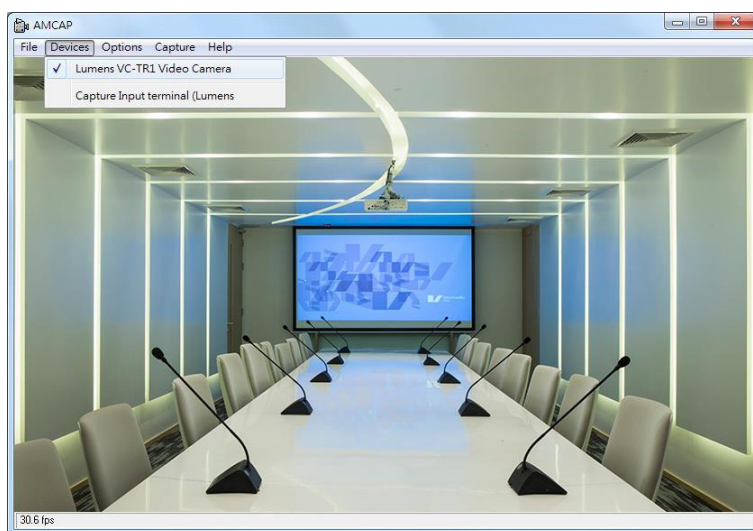 AMCAP
File Devices Options Capture Help
✓ Lumens VC-TR1 Video Camera
Capture Input terminal (Lumens
30.6 fps